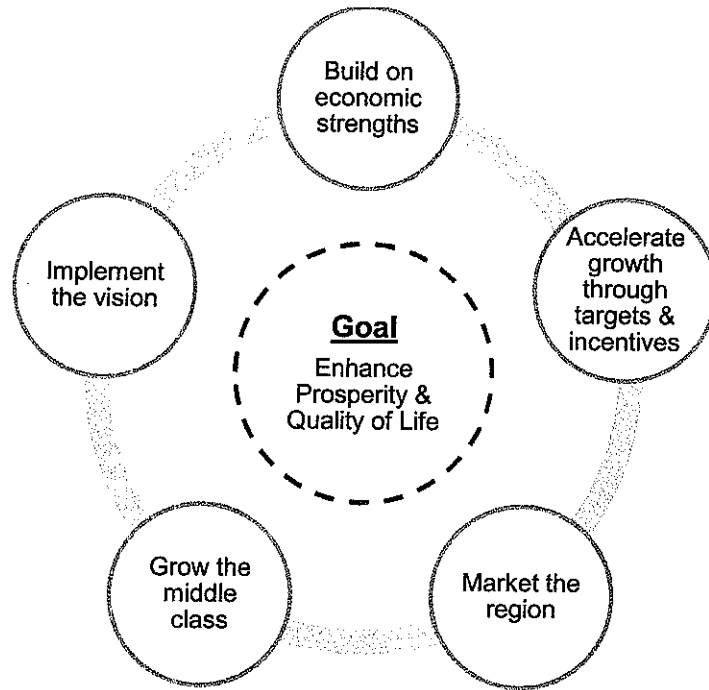 Build on
economic
strengths
Accelerate
growth
through
targets &
incentives
Market the
region
Grow the
middle
class
Implement
the vision
Goal
Enhance
Prosperity &
Quality of Life